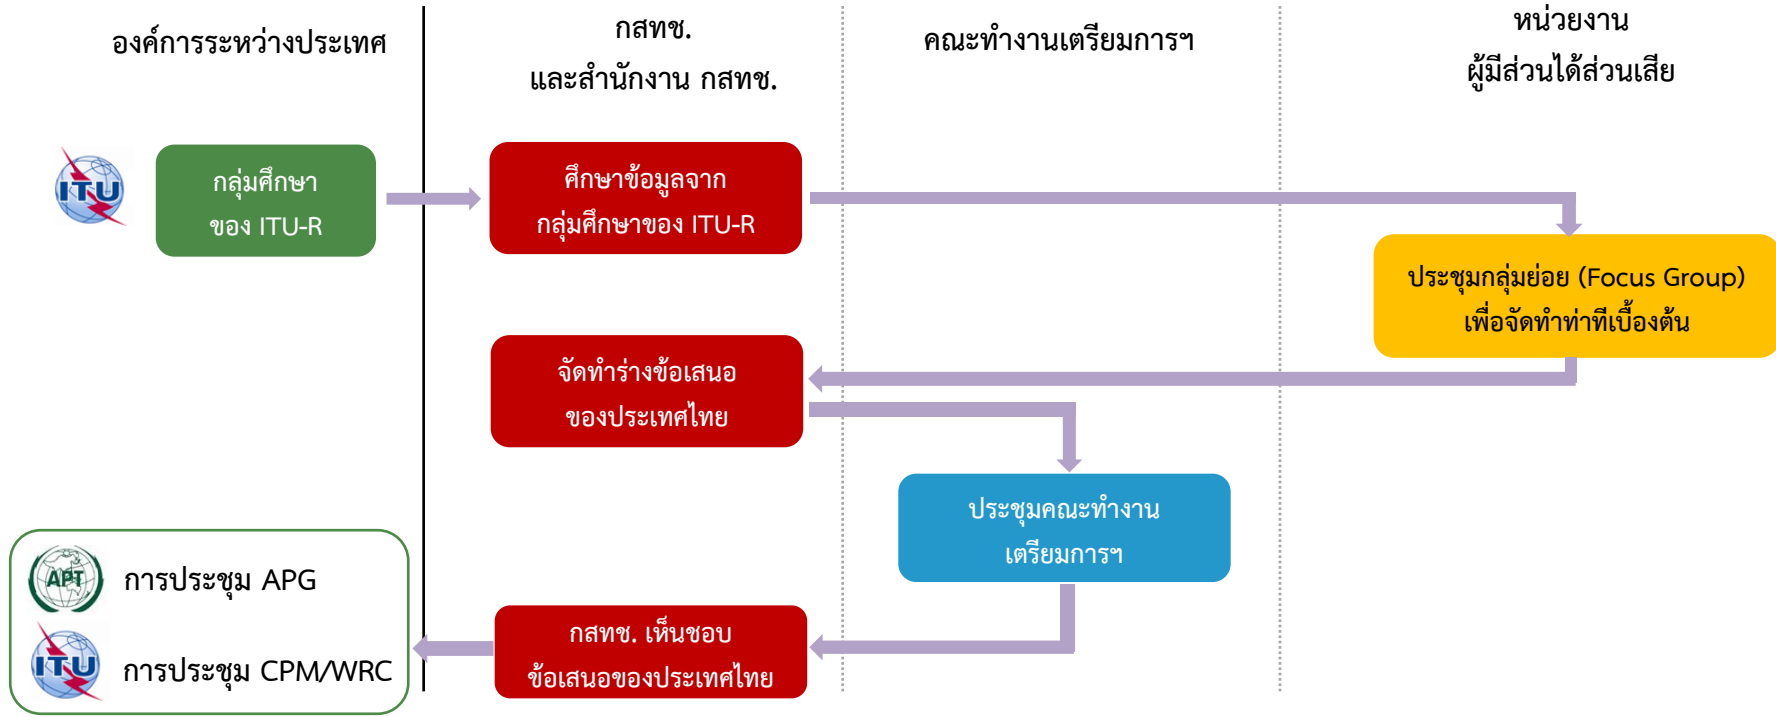 องค์การระหว่างประเทศ
กสทช.
และสำนักงาน กสทช.
คณะทำงานเตรียมการฯ
หน่วยงาน
ผู้มีส่วนได้ส่วนเสีย
ITU
กลุ่มศึกษา
ของ ITU-R
ศึกษาข้อมูลจาก
กลุ่มศึกษาของ ITU-R
ประชุมกลุ่มย่อย (Focus Group)
เพื่อจัดทำท่าทีเบื้องต้น
จัดทำร่างข้อเสนอ
ของประเทศไทย
ประชุมคณะทำงาน
เตรียมการฯ
กสทช. เห็นชอบ
ข้อเสนอของประเทศไทย
APT
การประชุม APG
ITU
การประชุม CPM/WRC